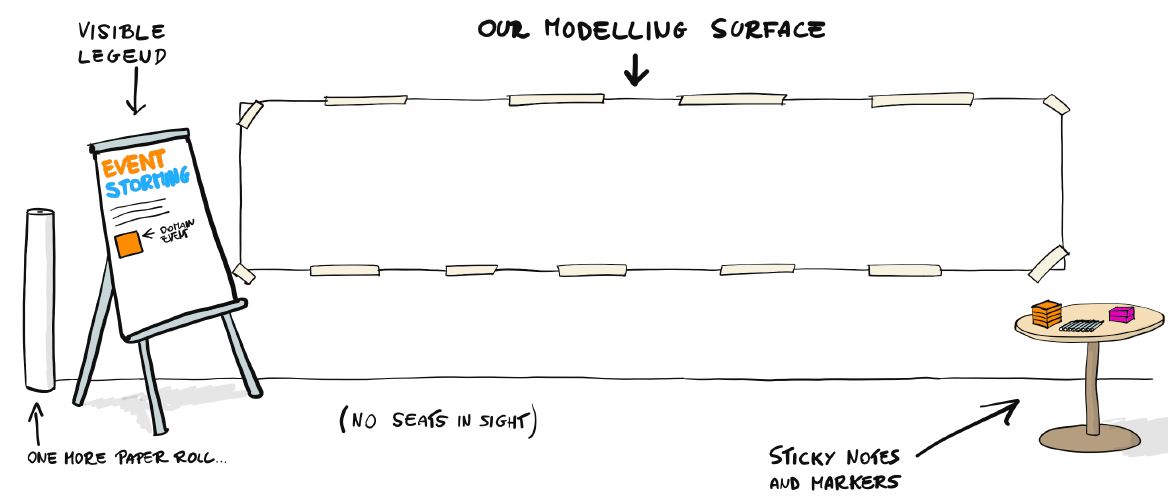 VISIBLE
LEGEND
OUR MODELLING SURFACE
EVENT
STORMING
DOMAIN
EVENT
(NO SEATS IN SIGHT)
ONE MORE PAPER ROLL...
STICKY NOTES
AND MARKERS